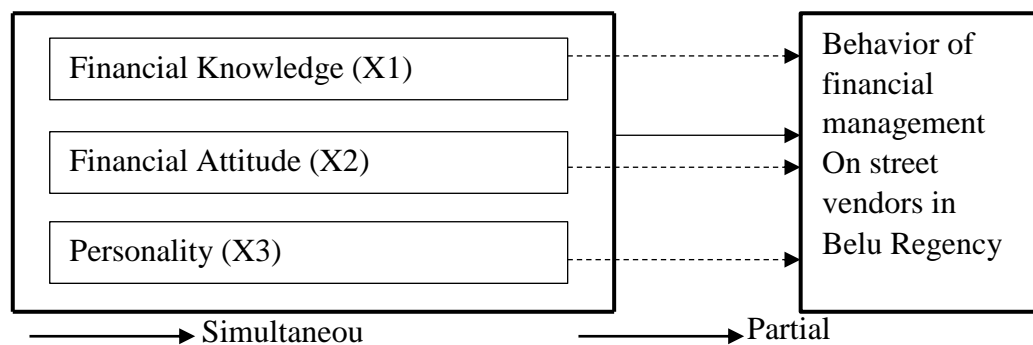 Financial Knowledge (X1)
Financial Attitude (X2)
Personality (X3)
Behavior of
financial
management
On street
vendors in
Belu Regency
Simultaneou
Partial